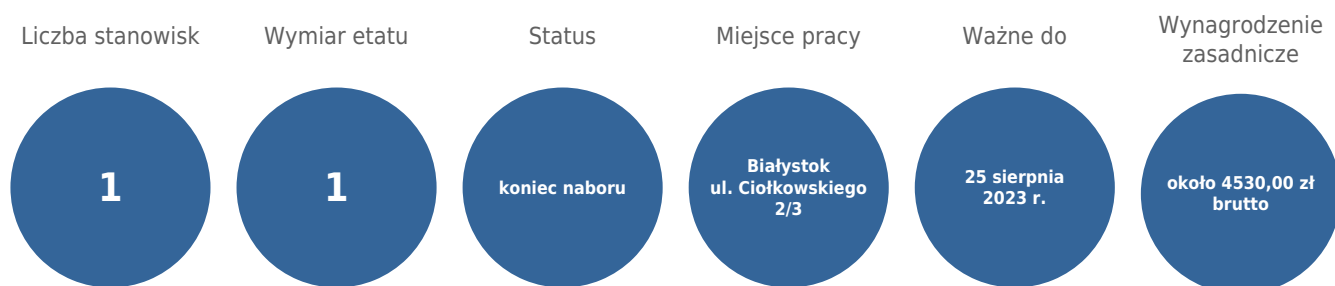 Liczba stanowisk
1
Wymiar etatu
1
Status
koniec naboru
Miejsce pracy
Białystok
ul. Ciołkowskiego
2/3
Ważne do
25 sierpnia
2023 r.
Wynagrodzenie
zasadnicze
około 4530,00 zł
brutto